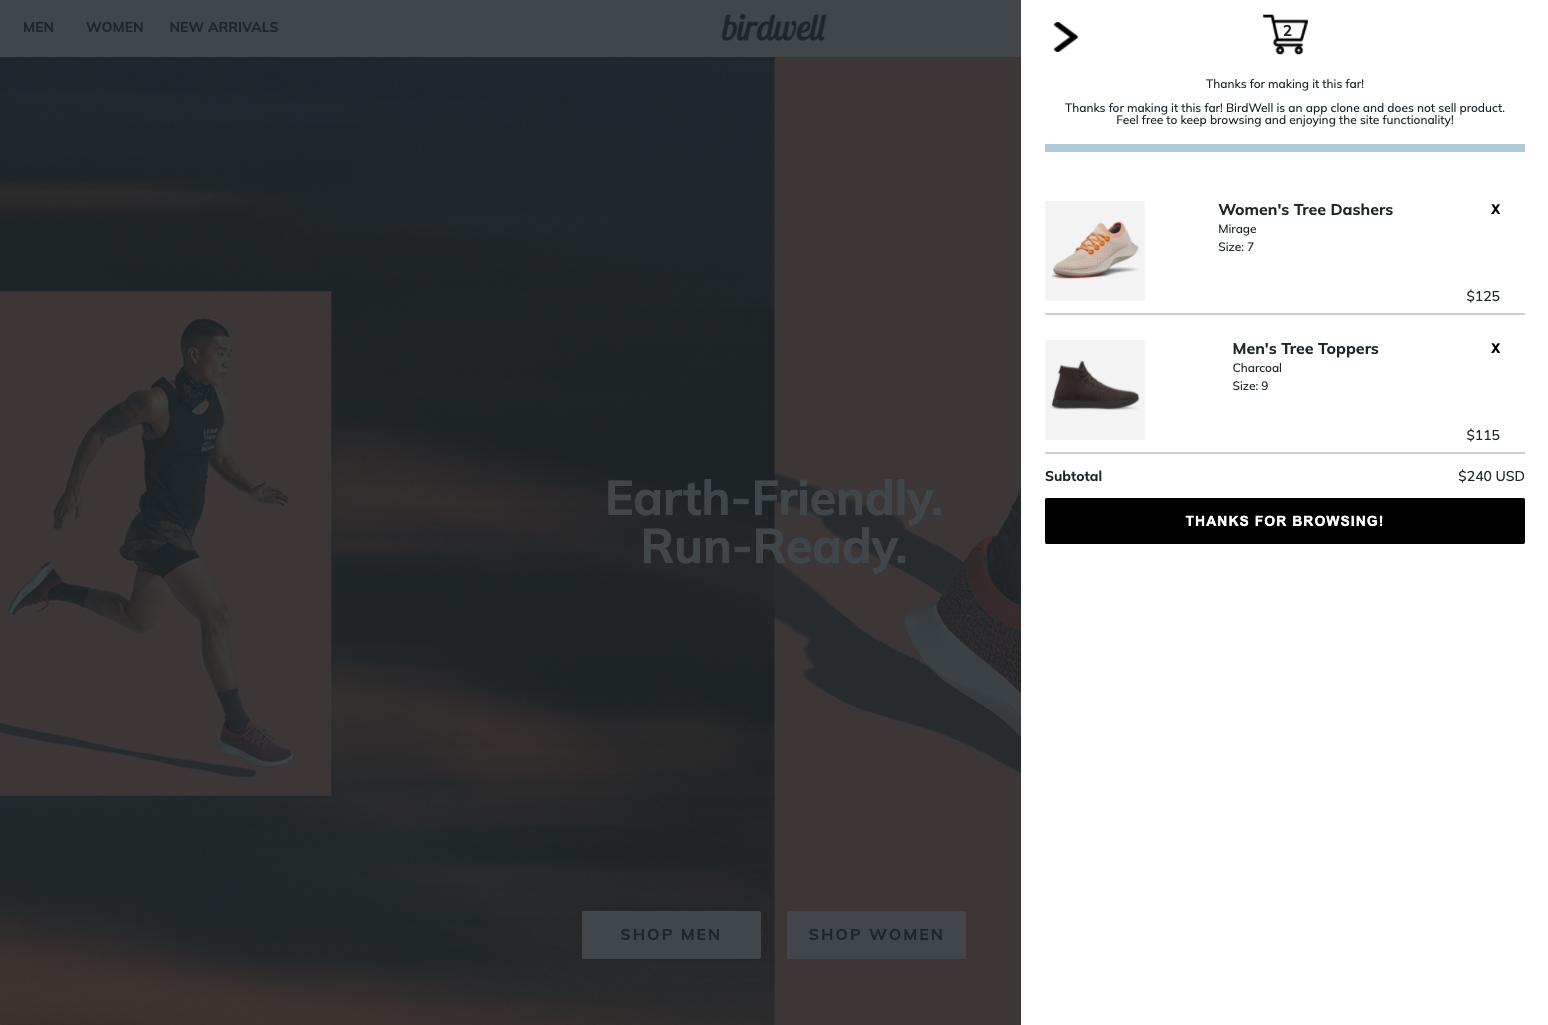 MEN WOMEN NEW ARRIVALS
birdwell
Earth-Friendly.
Run-Ready.
SHOP MEN
SHOP WOMEN
2
Thanks for making it this far!
Thanks for making it this far! BirdWell is an app clone and does not sell product.
Feel free to keep browsing and enjoying the site functionality!
Women's Tree Dashers X
Mirage
Size: 7
$125
Men's Tree Toppers X
Charcoal
Size: 9
$115
Subtotal $240 USD
THANKS FOR BROWSING!